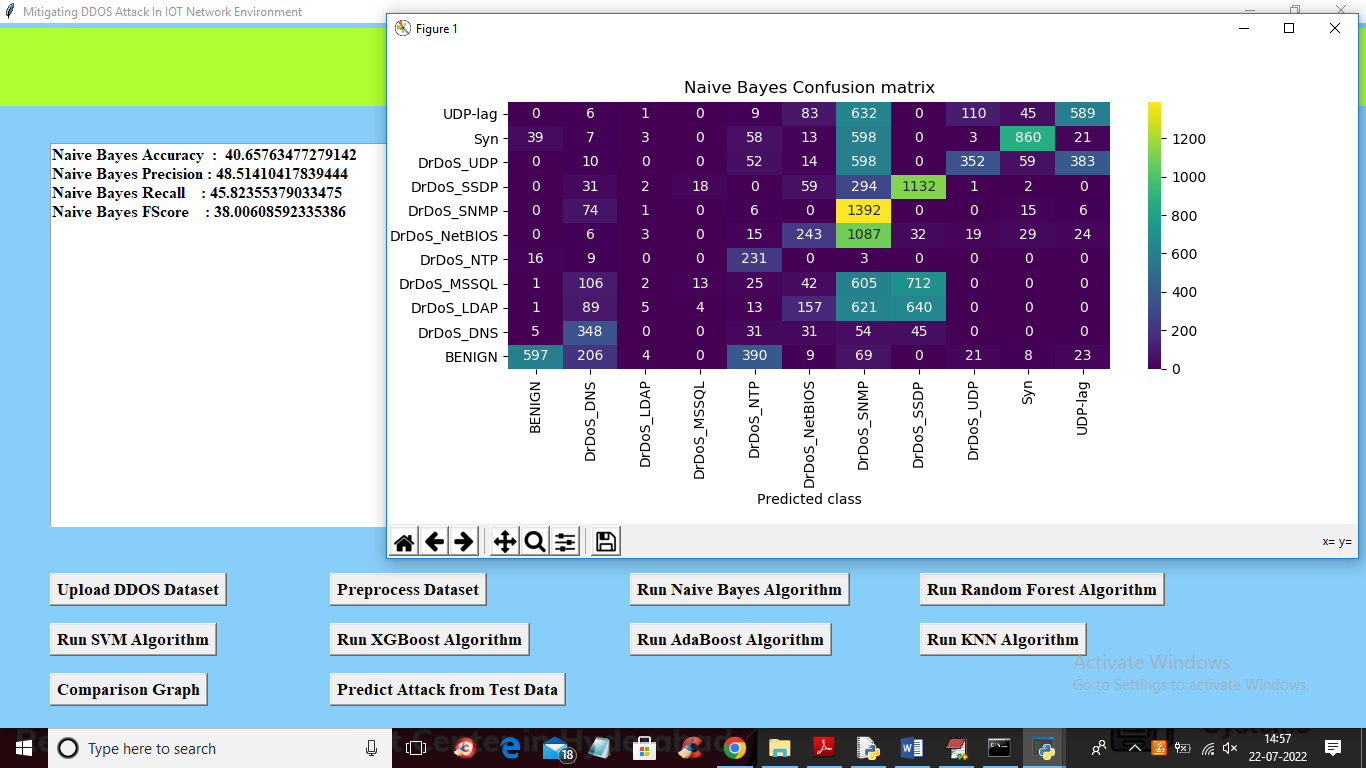 Mitigating DDOS Attack In IOT Network Environment
Figure 1
Naive Bayes Accuracy  :  40.65763477279142
Naive Bayes Precision : 48.51410417839444
Naive Bayes Recall    : 45.82355379033475
Naive Bayes FScore    : 38.00608592335386
Naive Bayes Confusion matrix
UDP-lag 0 6 1 0 9 83 632 0 110 45 589
Syn 39 7 3 0 58 13 598 0 3 860 21
DrDoS_UDP 0 10 0 0 52 14 598 0 352 59 383
DrDoS_SSDP 0 31 2 18 0 59 294 1132 1 2 0
DrDoS_SNMP 0 74 1 0 6 0 1392 0 0 15 6
DrDoS_NetBIOS 0 6 0 0 15 243 1087 32 19 29 24
DrDoS_NTP 16 9 0 0 231 0 3 0 0 0 0
DrDoS_MSSQL 1 106 2 13 25 42 605 712 0 0 0
DrDoS_LDAP 1 89 5 4 13 157 621 640 0 0 0
DrDoS_DNS 5 348 0 0 31 31 54 45 0 0 0
BENIGN 597 206 4 0 390 9 69 0 21 8 23
BENIGN DrDoS_DNS DrDoS_LDAP DrDoS_MSSQL DrDoS_NTP DrDoS_NetBIOS DrDoS_SNMP DrDoS_SSDP DrDoS_UDP Syn UDP-lag
Predicted class
1200
1000
800
600
400
200
0
x= y=
Upload DDOS Dataset Preprocess Dataset Run Naive Bayes Algorithm Run Random Forest Algorithm
Run SVM Algorithm Run XGBoost Algorithm Run AdaBoost Algorithm Run KNN Algorithm
Comparison Graph Predict Attack from Test Data
Activate Windows
Go to Settings to activate Windows.
Type here to search
18
14:57
22-07-2022